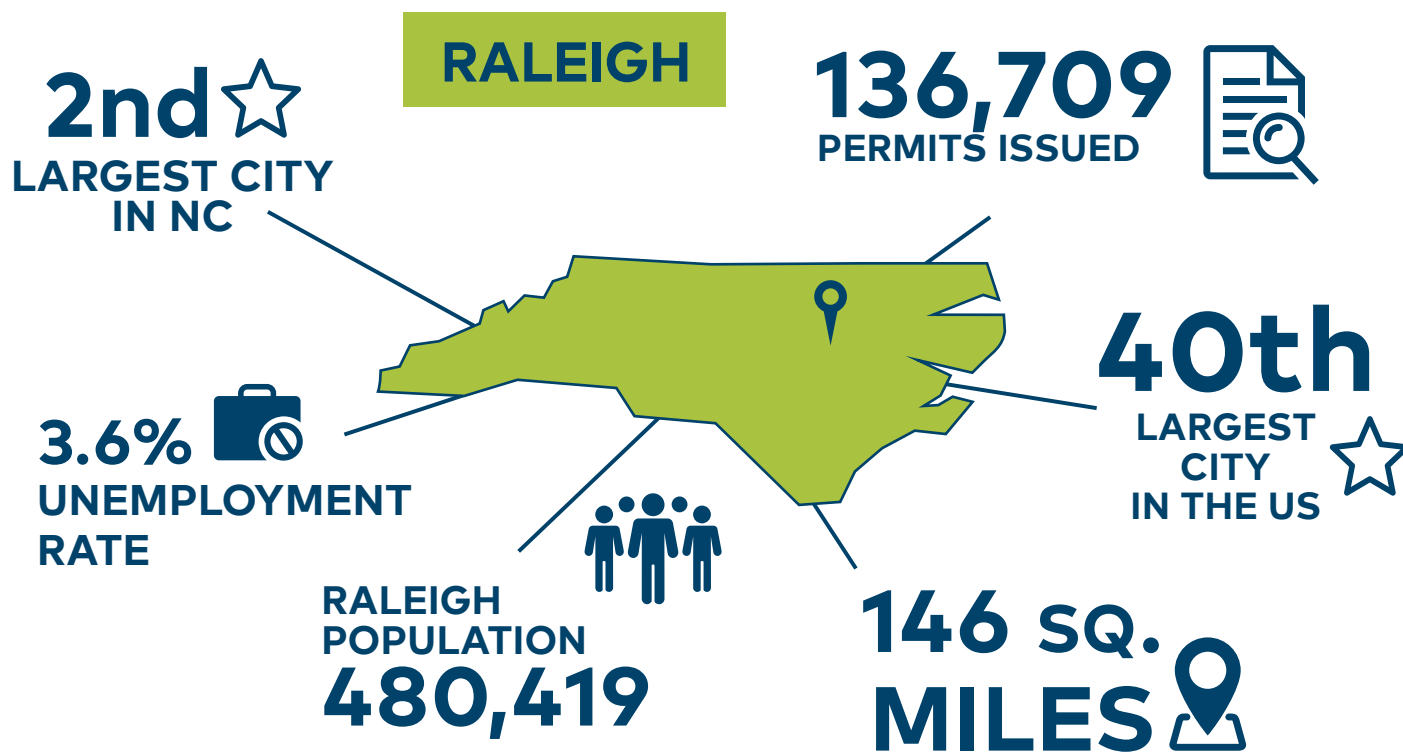 RALEIGH
2nd
LARGEST CITY
IN NC
136,709
PERMITS ISSUED
40th
LARGEST
CITY
IN THE US
3.6%
UNEMPLOYMENT
RATE
RALEIGH
POPULATION
480,419
146 SQ.
MILES